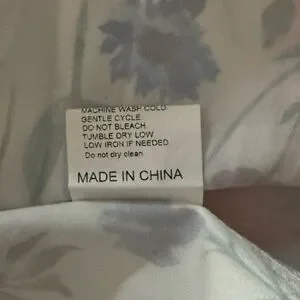 MACHINE WASH COLD.
GENTLE CYCLE.
DO NOT BLEACH.
TUMBLE DRY LOW
LOW IRON IF NEEDED.
Do not dry clean
MADE IN CHINA